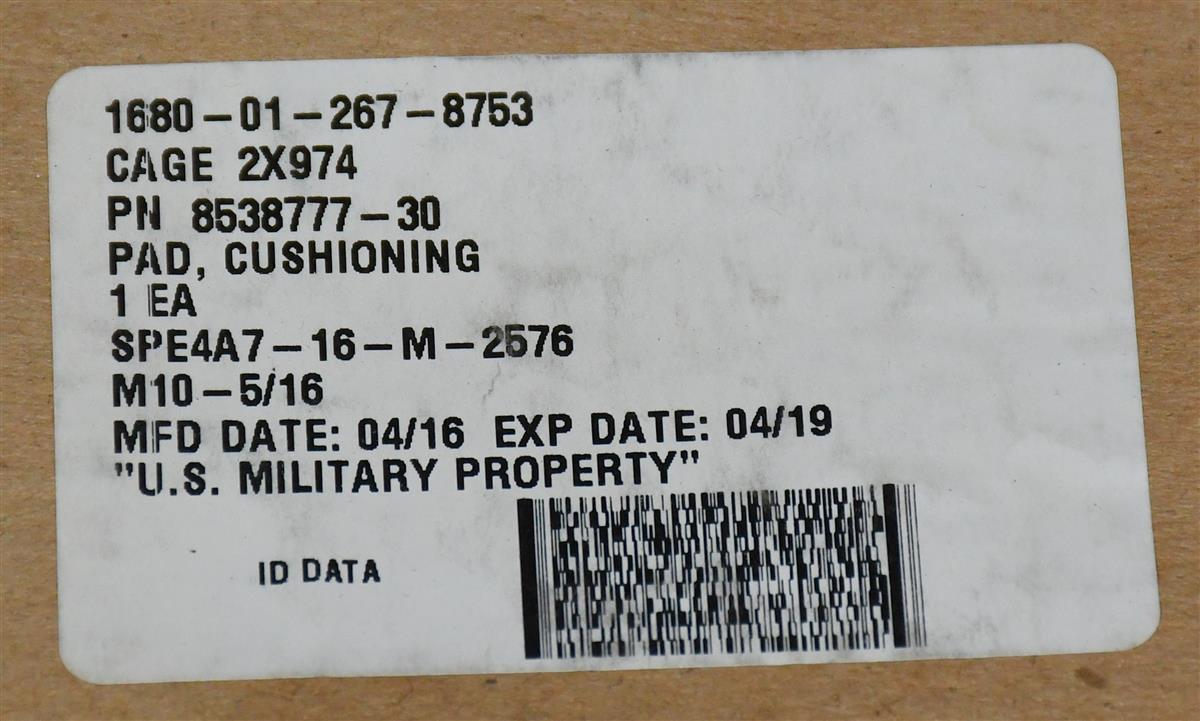 1680-01-267-8753
CAGE 2X974
PN 8538777-30
PAD, CUSHIONING
1 EA
SPE4A7-16-M-2576
M10-5/16
MFD DATE: 04/16 EXP DATE: 04/19
"U.S. MILITARY PROPERTY"
ID DATA